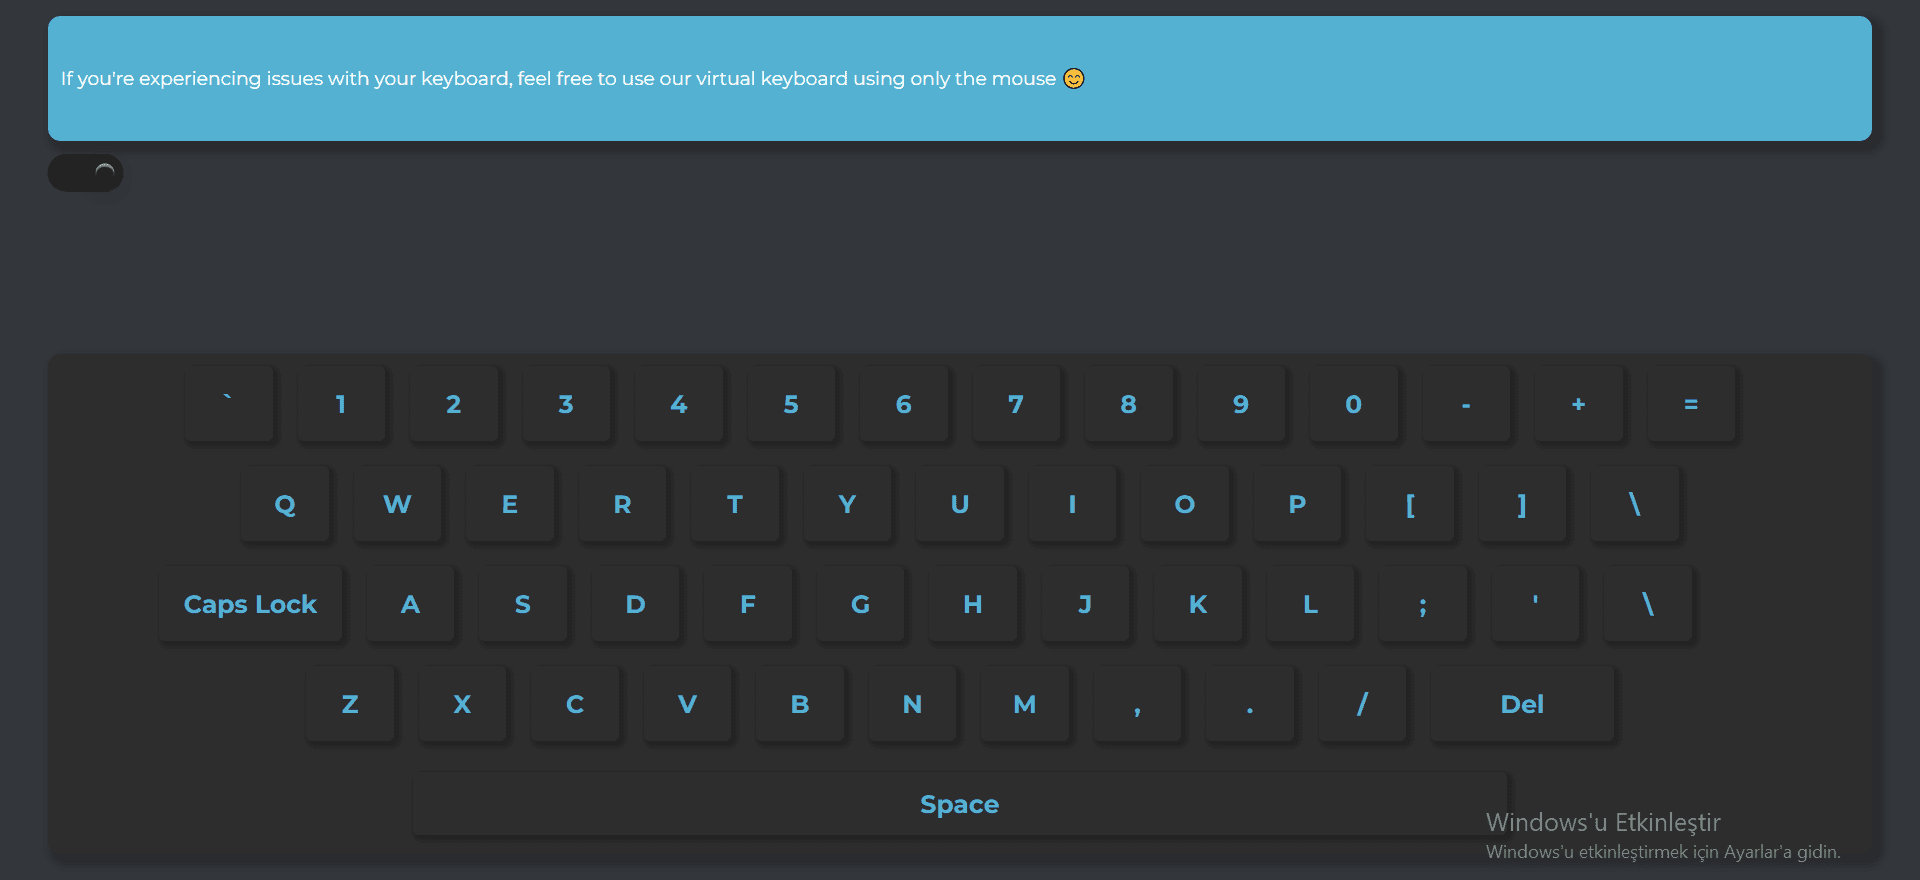 If you're experiencing issues with your keyboard, feel free to use our virtual keyboard using only the mouse 😊
` 1 2 3 4 5 6 7 8 9 0 - + =
Q W E R T Y U I O P [ ] \
Caps Lock A S D F G H J K L ; ' \
Z X C V B N M , . / Del
Space
Windows'u Etkinleştir
Windows'u etkinleştirmek için Ayarlar'a gidin.